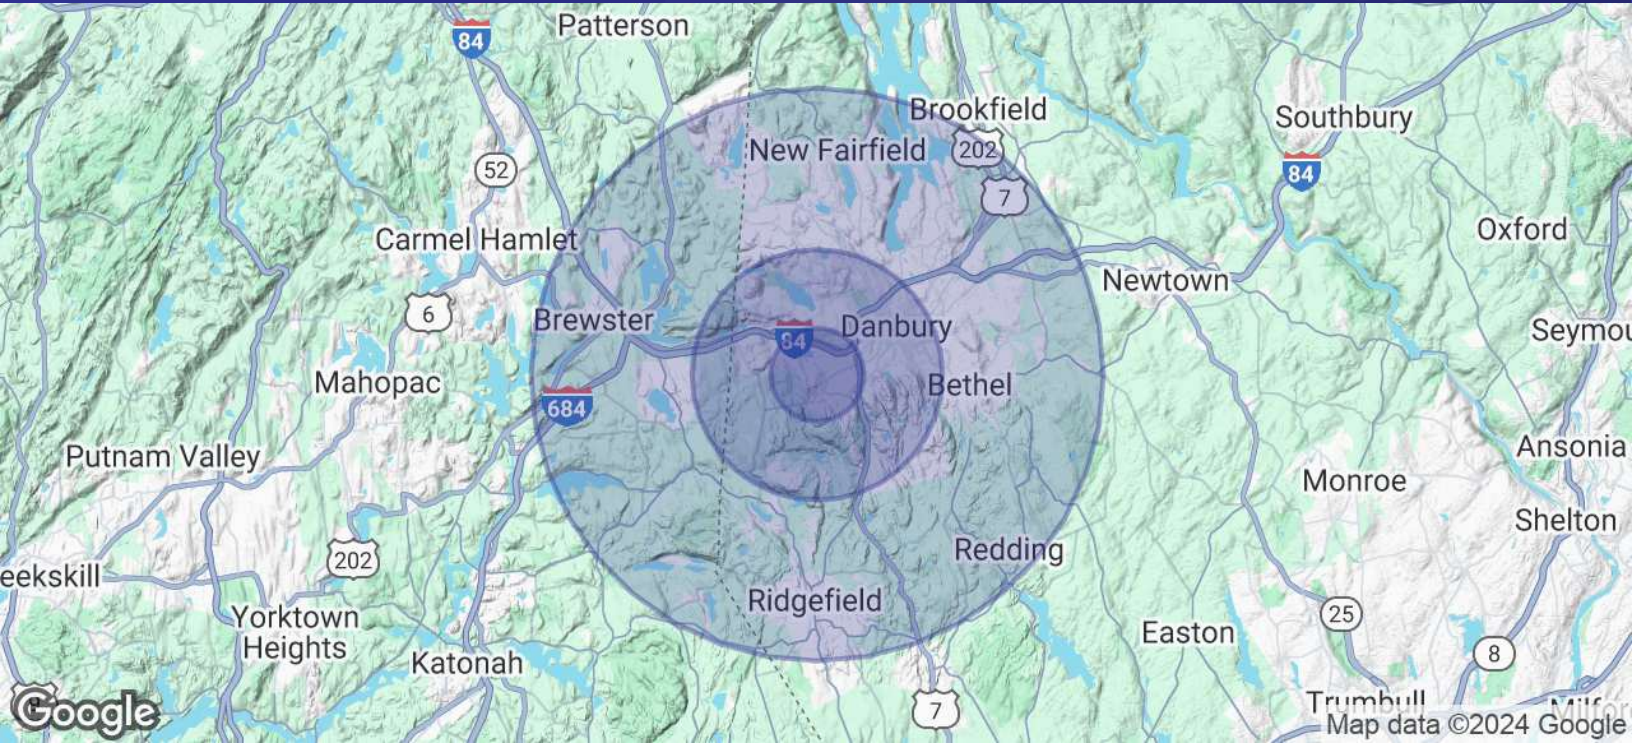 Patterson
84
Brookfield
Southbury
New Fairfield
202
52
84
7
Oxford
Carmel Hamlet
Newtown
6
Brewster
Danbury
Seymou
84
Mahopac
Bethel
684
Putnam Valley
Ansonia
Monroe
Shelton
Redding
202
eekskill
Ridgefield
25
Yorktown
Heights
Easton
8
Katonah
Trumbull
7
Google
Map data ©2024 Google